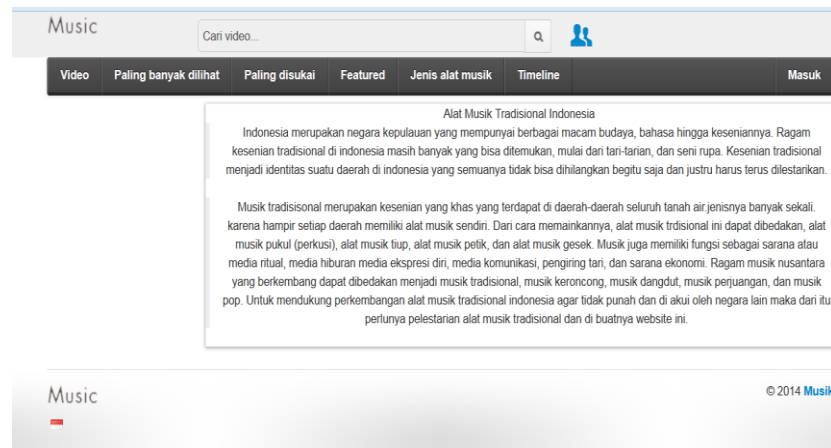 Music
Cari video...
Video Paling banyak dilihat Paling disukai Featured Jenis alat musik Timeline Masuk
Alat Musik Tradisional Indonesia
Indonesia merupakan negara kepulauan yang mempunyai berbagai macam budaya, bahasa hingga keseniannya. Ragam
kesenian tradisional di indonesia masih banyak yang bisa ditemukan, mulai dari tari-tarian, dan seni rupa. Kesenian tradisional
menjadi identitas suatu daerah di indonesia yang semuanya tidak bisa dihilangkan begitu saja dan justru harus terus dilestarikan.
Musik tradisisonal merupakan kesenian yang khas yang terdapat di daerah-daerah seluruh tanah air.jenisnya banyak sekali.
karena hampir setiap daerah memiliki alat musik sendiri. Dari cara memainkannya, alat musik trdisional ini dapat dibedakan, alat
musik pukul (perkusi), alat musik tiup, alat musik petik, dan alat musik gesek. Musik juga memiliki fungsi sebagai sarana atau
media ritual, media hiburan media ekspresi diri, media komunikasi, pengiring tari, dan sarana ekonomi. Ragam musik nusantara
yang berkembang dapat dibedakan menjadi musik tradisional, musik keroncong, musik dangdut, musik perjuangan, dan musik
pop. Untuk mendukung perkembangan alat musik tradisional indonesia agar tidak punah dan di akui oleh negara lain maka dari itu
perlunya pelestarian alat musik tradisional dan di buatnya website ini.
Music
© 2014 Musik